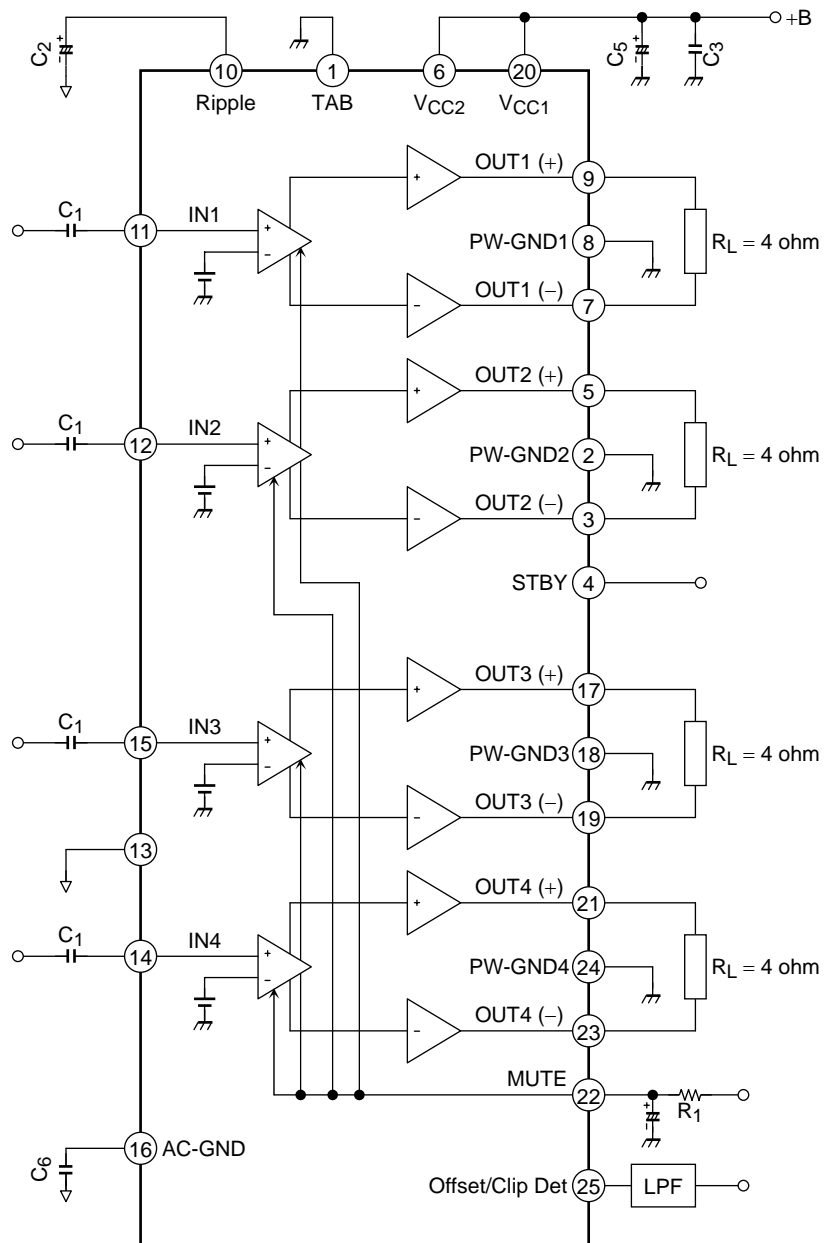 C2
+
-
10
Ripple
1
TAB
6
VCC2
20
VCC1
C5
+
-
C3
+B
C1
11
IN1
+
−
+
OUT1 (+)
9
PW-GND1
8
RL = 4 ohm
−
OUT1 (−)
7
C1
12
IN2
+
−
+
OUT2 (+)
5
PW-GND2
2
RL = 4 ohm
−
OUT2 (−)
3
STBY
4
C1
15
IN3
+
−
+
OUT3 (+)
17
PW-GND3
18
RL = 4 ohm
−
OUT3 (−)
19
13
C1
14
IN4
+
−
+
OUT4 (+)
21
PW-GND4
24
RL = 4 ohm
−
OUT4 (−)
23
MUTE
22
+
-
R1
C6
16
AC-GND
Offset/Clip Det
25
LPF